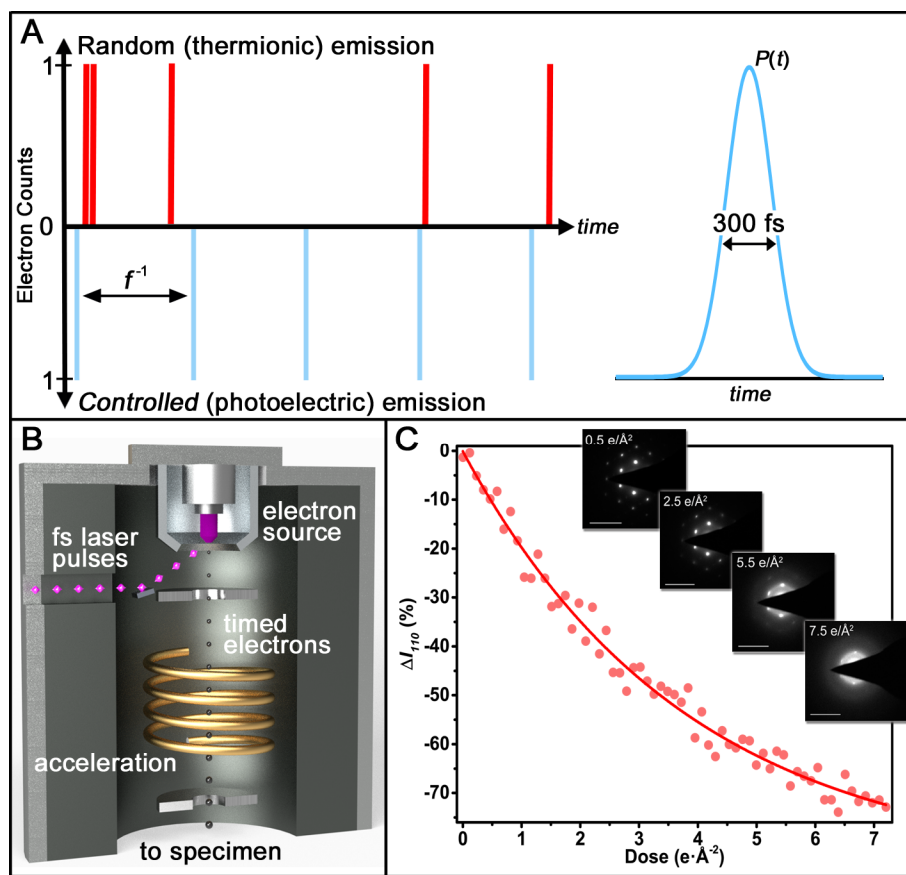 A
Random (thermionic) emission
1
Electron Counts
0
time
f⁻¹
1
Controlled (photoelectric) emission
P(t)
300 fs
time
B
electron
source
fs laser
pulses
timed
electrons
acceleration
to specimen
C
0
-10
-20
-30
-40
-50
-60
-70
ΔI₁₁₀ (%)
0.5 e/Å²
2.5 e/Å²
5.5 e/Å²
7.5 e/Å²
0 1 2 3 4 5 6 7
Dose (e·Å⁻²)